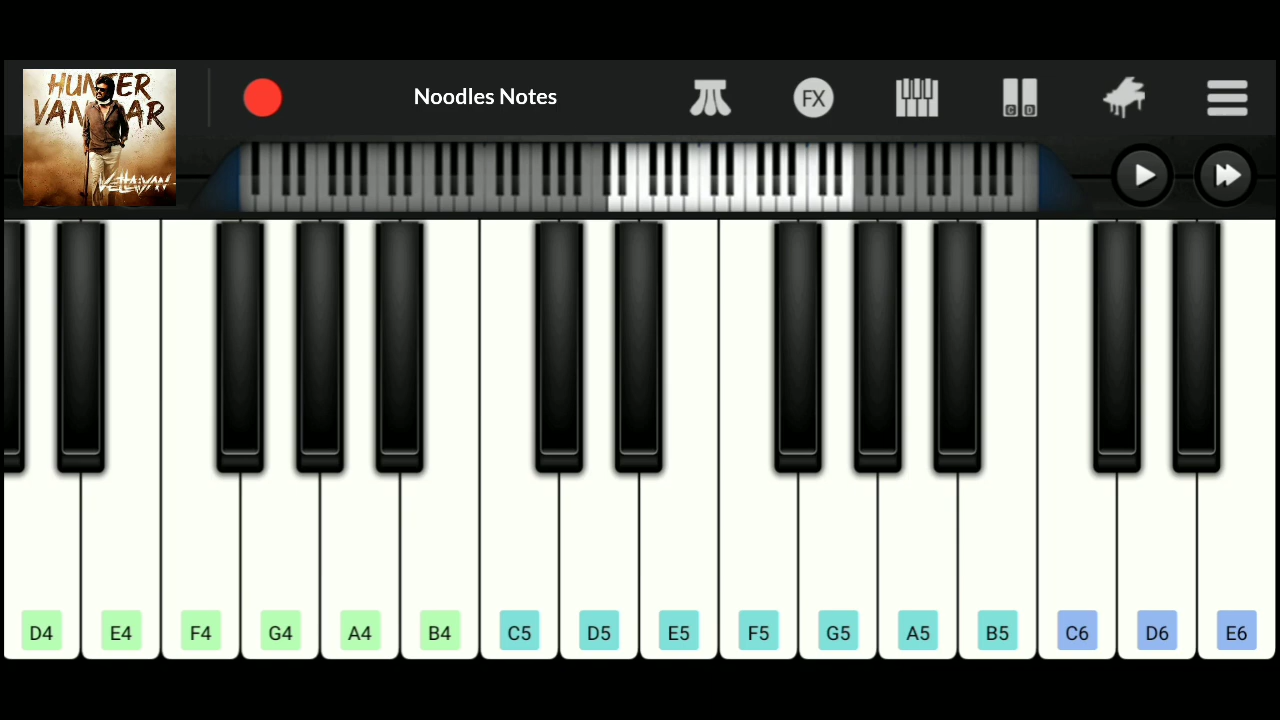 HUNTER
VANTAAR
VETTAIYAN
Noodles Notes
FX
C D
D4 E4 F4 G4 A4 B4 C5 D5 E5 F5 G5 A5 B5 C6 D6 E6